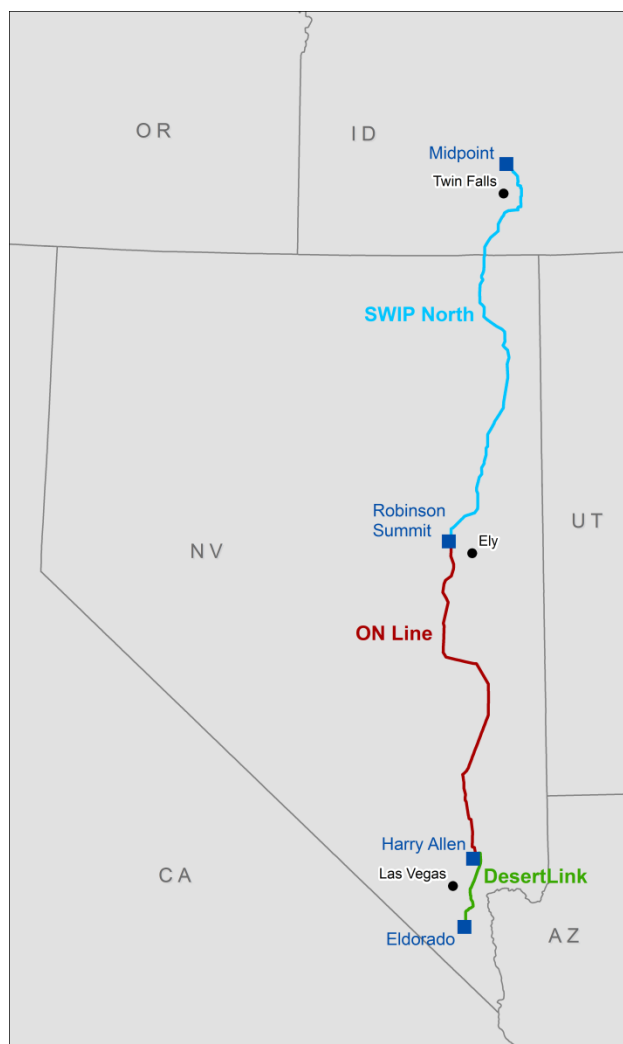 OR
ID
Midpoint
Twin Falls
SWIP North
Robinson
Summit
UT
Ely
NV
ON Line
Harry Allen
CA
Las Vegas
DesertLink
Eldorado
AZ